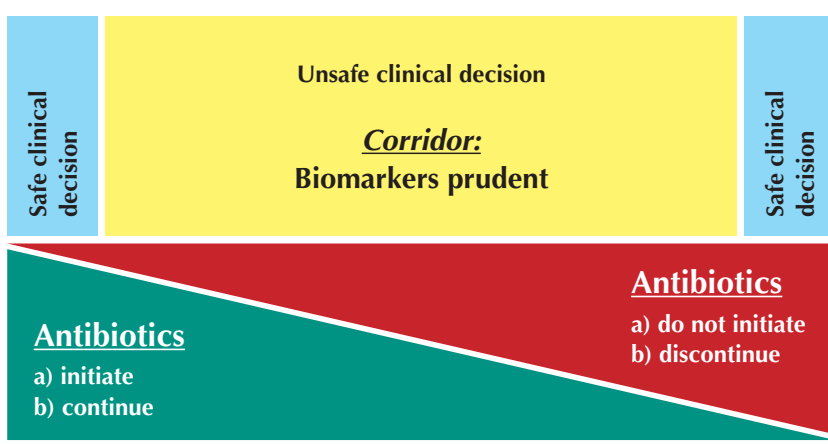 Safe clinical
decision
Unsafe clinical decision
Corridor:
Biomarkers prudent
Safe clinical
decision
Antibiotics
a) initiate
b) continue
Antibiotics
a) do not initiate
b) discontinue